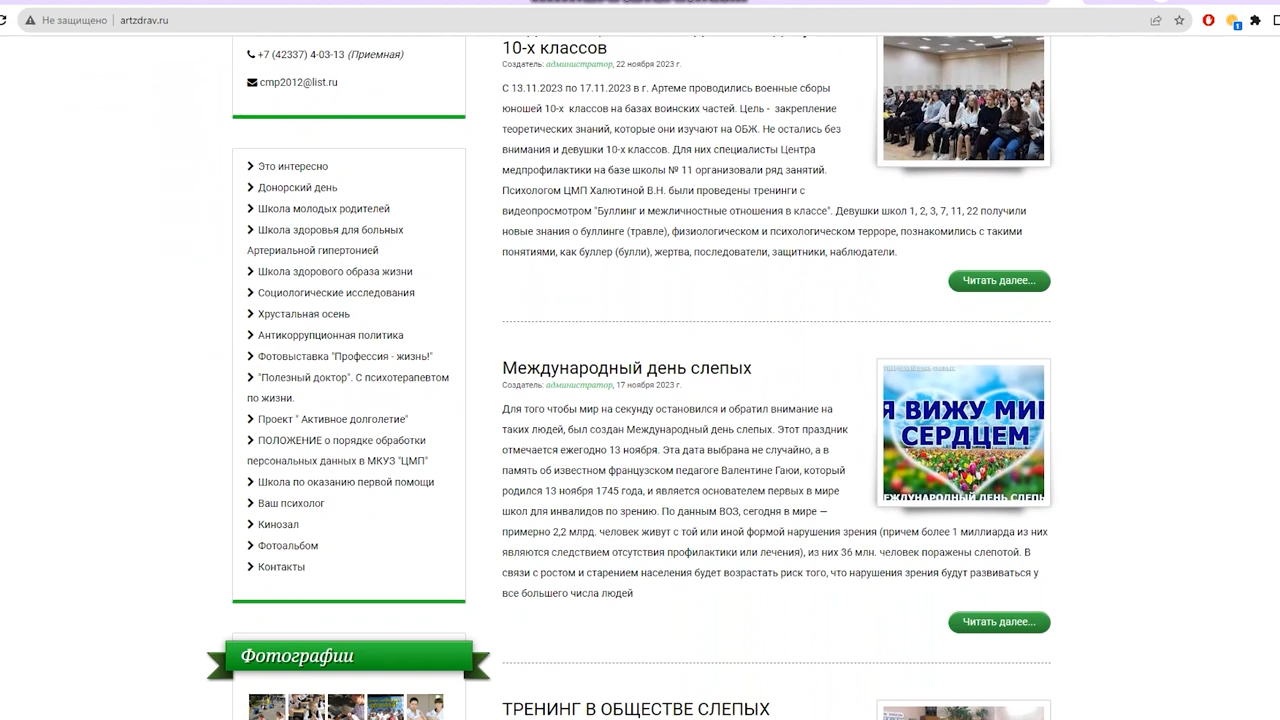 Не защищено
artzdrav.ru
+7 (42337) 4-03-13 (Приемная)
cmp2012@list.ru
Это интересно
Донорский день
Школа молодых родителей
Школа здоровья для больных
Артериальной гипертонией
Школа здорового образа жизни
Социологические исследования
Хрустальная осень
Антикоррупционная политика
Фотовыставка "Профессия - жизнь!"
"Полезный доктор". С психотерапевтом
по жизни.
Проект " Активное долголетие"
ПОЛОЖЕНИЕ о порядке обработки
персональных данных в МКУЗ "ЦМП"
Школа по оказанию первой помощи
Ваш психолог
Кинозал
Фотоальбом
Контакты
Фотографии
10-х классов
Создатель: администратор, 22 ноября 2023 г.
С 13.11.2023 по 17.11.2023 в г. Артеме проводились военные сборы
юношей 10-х классов на базах воинских частей. Цель - закрепление
теоретических знаний, которые они изучают на ОБЖ. Не остались без
внимания и девушки 10-х классов. Для них специалисты Центра
медпрофилактики на базе школы № 11 организовали ряд занятий.
Психологом ЦМП Халютиной В.Н. были проведены тренинги с
видеопросмотром "Буллинг и межличностные отношения в классе". Девушки школ 1, 2, 3, 7, 11, 22 получили
новые знания о буллинге (травле), физиологическом и психологическом терроре, познакомились с такими
понятиями, как буллер (булли), жертва, последователи, защитники, наблюдатели.
Читать далее...
Международный день слепых
Создатель: администратор, 17 ноября 2023 г.
Для того чтобы мир на секунду остановился и обратил внимание на
таких людей, был создан Международный день слепых. Этот праздник
отмечается ежегодно 13 ноября. Эта дата выбрана не случайно, а в
память об известном французском педагоге Валентине Гаюи, который
родился 13 ноября 1745 года, и является основателем первых в мире
школ для инвалидов по зрению. По данным ВОЗ, сегодня в мире —
примерно 2,2 млрд. человек живут с той или иной формой нарушения зрения (причем более 1 миллиарда из них
являются следствием отсутствия профилактики или лечения), из них 36 млн. человек поражены слепотой. В
связи с ростом и старением населения будет возрастать риск того, что нарушения зрения будут развиваться у
все большего числа людей
Я ВИЖУ МИР
СЕРДЦЕМ
Читать далее...
ТРЕНИНГ В ОБЩЕСТВЕ СЛЕПЫХ